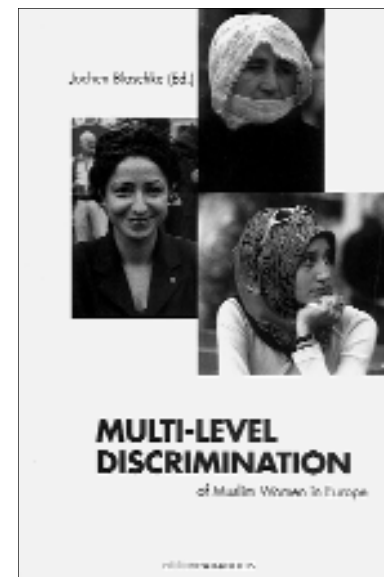 Jochen Blaschke (Ed.)
MULTI-LEVEL
DISCRIMINATION
of Muslim Women in Europe